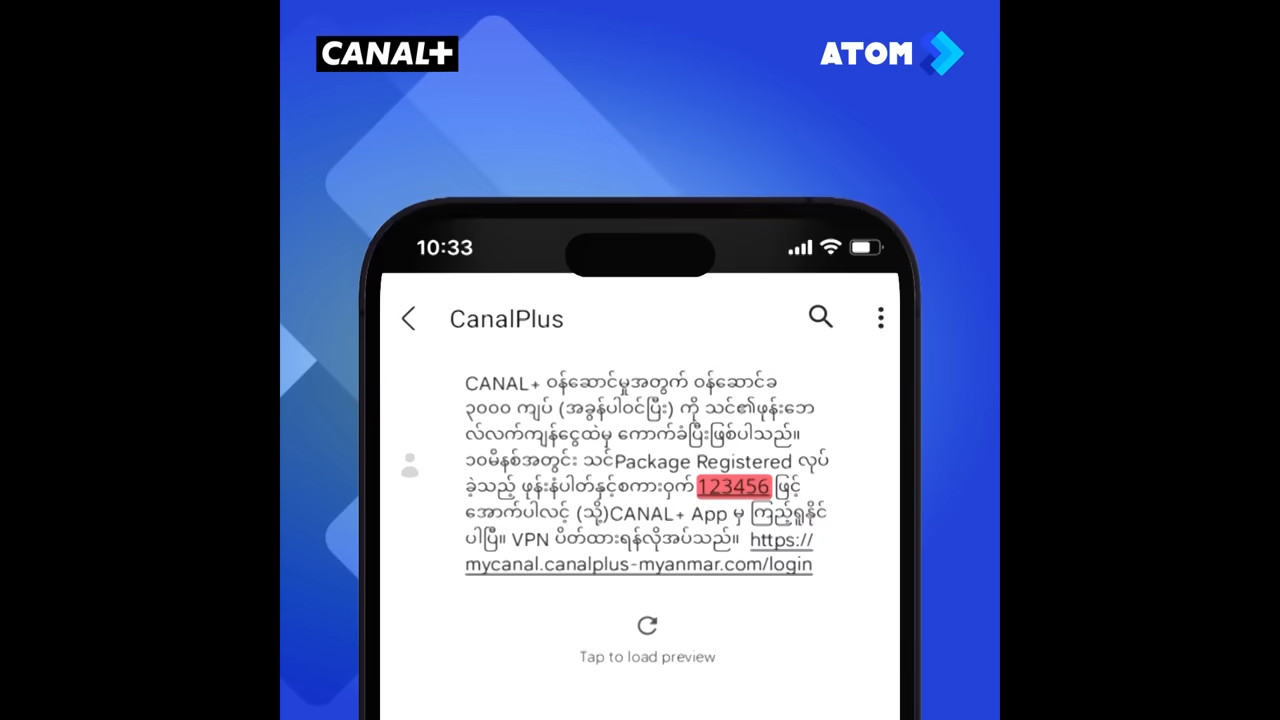 CANAL+
ATOM
10:33
CanalPlus
CANAL+ ဝန်ဆောင်မှုအတွက် ဝန်ဆောင်ခ
၃၀၀၀ ကျပ် (အခွန်ပါဝင်ပြီး) ကို သင်၏ဖုန်းဘေ
လ်လက်ကျန်ငွေထဲမှ ကောက်ခံပြီးဖြစ်ပါသည်။
၁၀မိနစ်အတွင်း သင်Package Registered လုပ်
ခဲ့သည့် ဖုန်းနံပါတ်နှင့်စကားဝှက် 123456 ဖြင့်
အောက်ပါလင့် (သို့)CANAL+ App မှ ကြည့်ရှုနိုင်
ပါပြီ။ VPN ပိတ်ထားရန်လိုအပ်သည်။ https://
mycanal.canalplus-myanmar.com/login
Tap to load preview